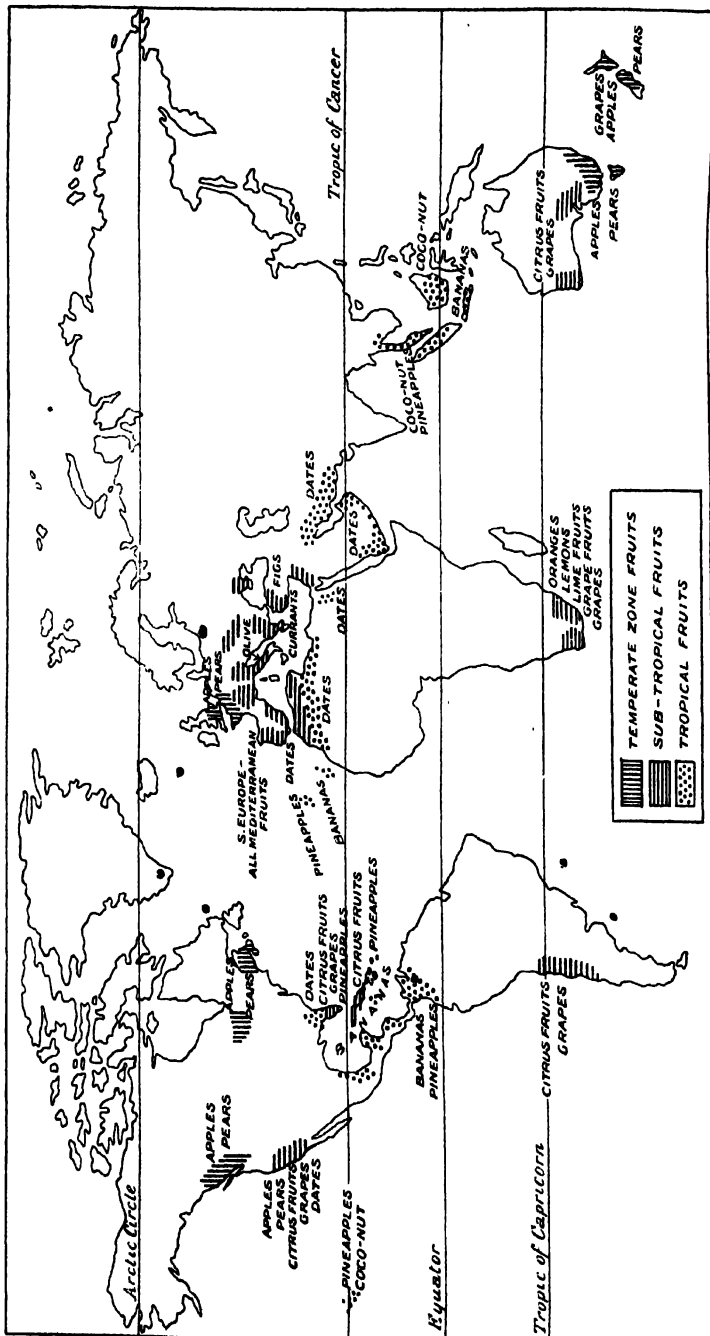 Arctic Circle
Tropic of Cancer
Equator
Tropic of Capricorn
APPLES
PEARS
APPLES
PEARS
CITRUS FRUITS
GRAPES
DATES
PINEAPPLES
COCO-NUT
APPLES
PEARS
DATES
CITRUS FRUITS
GRAPES
PINEAPPLES
CITRUS FRUITS
PINEAPPLES
BANANAS
PINEAPPLES
CITRUS FRUITS
GRAPES
APPLES
PEARS
S. EUROPE-
ALL MEDITERRANEAN
FRUITS
OLIVE
FIGS
CURRANTS
DATES
DATES
DATES
PINEAPPLES
BANANAS
DATES
DATES
ORANGES
LEMONS
LIME FRUITS
GRAPE FRUITS
GRAPES
COCO-NUT
PINEAPPLES
COCO-NUT
BANANAS
CITRUS FRUITS
GRAPES
APPLES
PEARS
GRAPES
APPLES
PEARS
TEMPERATE ZONE FRUITS
SUB-TROPICAL FRUITS
TROPICAL FRUITS